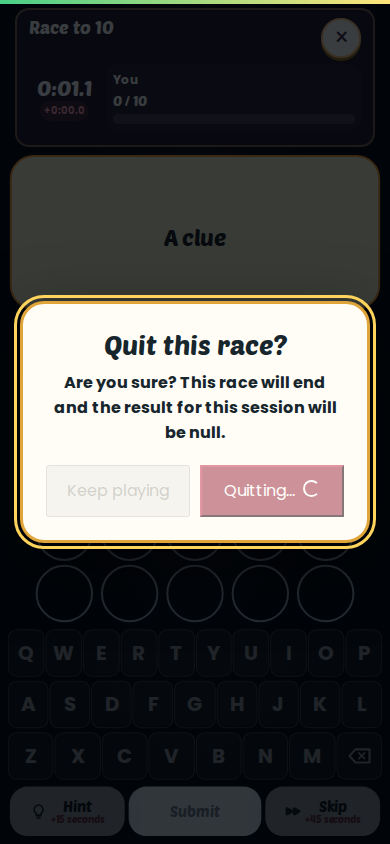 Race to 10
✕
0:01.1
+0:00.0
You
0 / 10
A clue
Quit this race?
Are you sure? This race will end
and the result for this session will
be null.
Keep playing
Quitting...
Q W E R T Y U I O P
A S D F G H J K L
Z X C V B N M
Hint
+15 seconds
Submit
Skip
+45 seconds